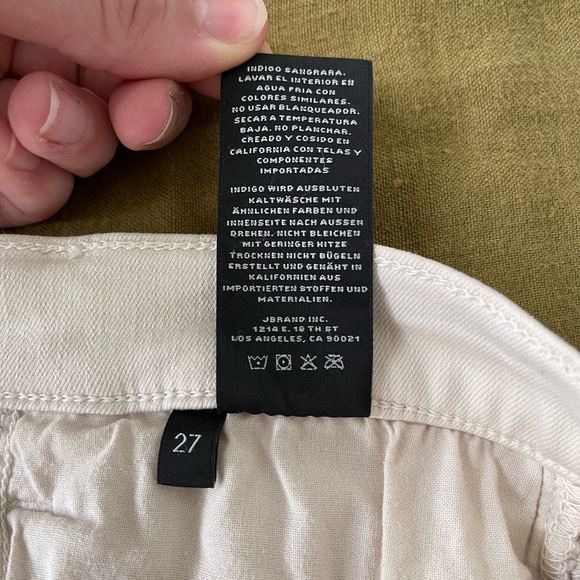 INDIGO SANGRARA.
LAVAR EL INTERIOR EN
AGUA FRIA CON
COLORES SIMILARES.
NO USAR BLANQUEADOR.
SECAR A TEMPERATURA
BAJA. NO PLANCHAR.
CREADO Y COSIDO EN
CALIFORNIA CON TELAS Y
COMPONENTES
IMPORTADAS
INDIGO WIRD AUSBLUTEN
KALTWÄSCHE MIT
ÄHNLICHEN FARBEN UND
INNENSEITE NACH AUSSEN
DREHEN. NICHT BLEICHEN
MIT GERINGER HITZE
TROCKNEN NICHT BÜGELN
ERSTELLT UND GENÄHT IN
KALIFORNIEN AUS
IMPORTIERTEN STOFFEN UND
MATERIALIEN.
JBRAND INC.
1214 E. 18 TH ST
LOS ANGELES, CA 90021
27